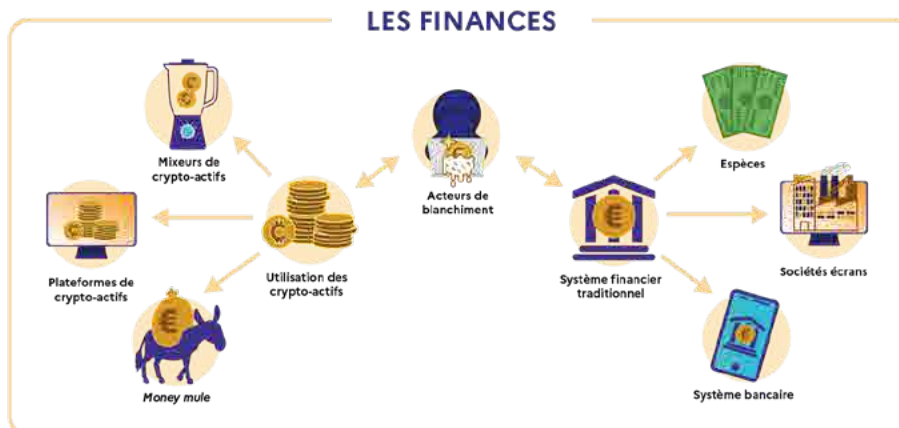 LES FINANCES
Mixeurs de
crypto-actifs
Plateformes de
crypto-actifs
Money mule
Utilisation des
crypto-actifs
Acteurs de
blanchiment
Système financier
traditionnel
Espèces
Sociétés écrans
Système bancaire